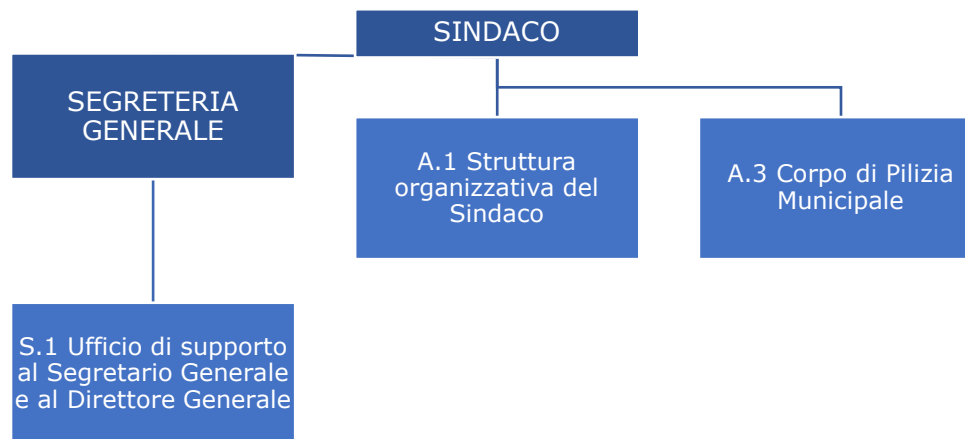 SINDACO
SEGRETERIA
GENERALE
A.1 Struttura
organizzativa del
Sindaco
A.3 Corpo di Pilizia
Municipale
S.1 Ufficio di supporto
al Segretario Generale
e al Direttore Generale